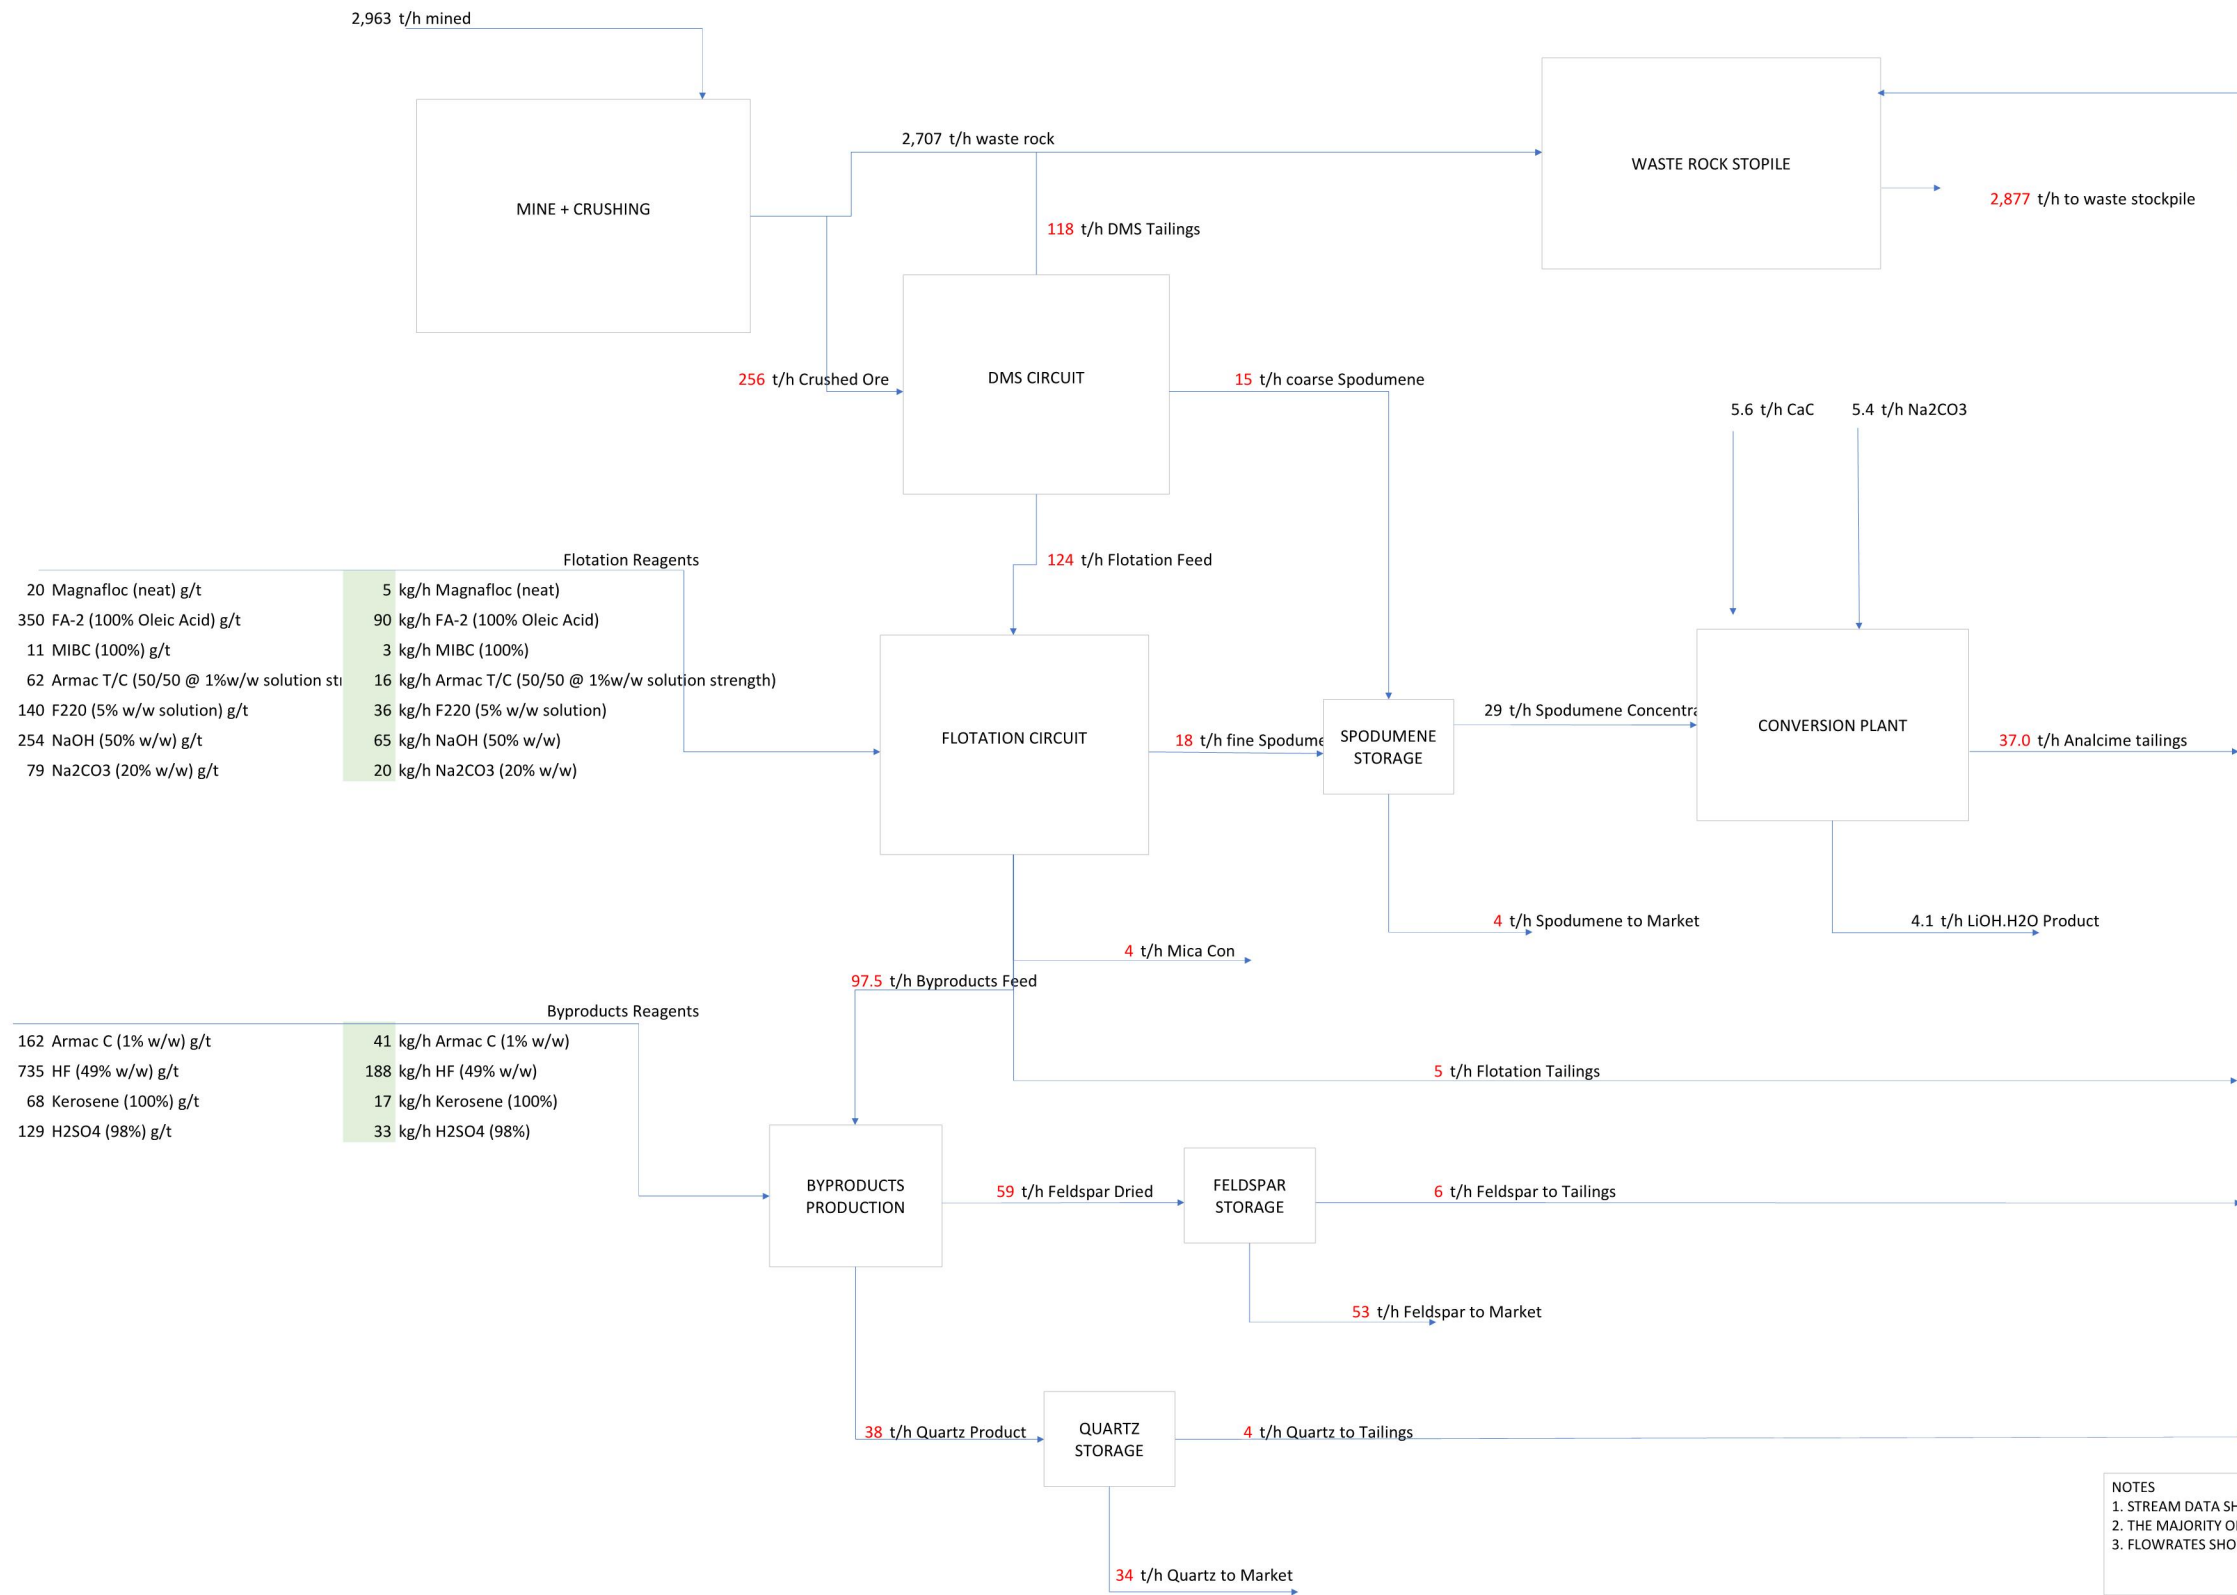 2,963 t/h mined
MINE + CRUSHING
2,707 t/h waste rock
WASTE ROCK STOPILE
2,877 t/h to waste stockpile
118 t/h DMS Tailings
256 t/h Crushed Ore
DMS CIRCUIT
15 t/h coarse Spodumene
5.6 t/h CaC
5.4 t/h Na2CO3
124 t/h Flotation Feed
Flotation Reagents
20 Magnafloc (neat) g/t 5 kg/h Magnafloc (neat)
350 FA-2 (100% Oleic Acid) g/t 90 kg/h FA-2 (100% Oleic Acid)
11 MIBC (100%) g/t 3 kg/h MIBC (100%)
62 Armac T/C (50/50 @ 1%w/w solution str 16 kg/h Armac T/C (50/50 @ 1%w/w solution strength)
140 F220 (5% w/w solution) g/t 36 kg/h F220 (5% w/w solution)
254 NaOH (50% w/w) g/t 65 kg/h NaOH (50% w/w)
79 Na2CO3 (20% w/w) g/t 20 kg/h Na2CO3 (20% w/w)
FLOTATION CIRCUIT
18 t/h fine Spodume
SPODUMENE
STORAGE
29 t/h Spodumene Concentra
CONVERSION PLANT
37.0 t/h Analcime tailings
4 t/h Spodumene to Market
4.1 t/h LiOH.H2O Product
4 t/h Mica Con
97.5 t/h Byproducts Feed
Byproducts Reagents
162 Armac C (1% w/w) g/t 41 kg/h Armac C (1% w/w)
735 HF (49% w/w) g/t 188 kg/h HF (49% w/w)
68 Kerosene (100%) g/t 17 kg/h Kerosene (100%)
129 H2SO4 (98%) g/t 33 kg/h H2SO4 (98%)
5 t/h Flotation Tailings
BYPRODUCTS
PRODUCTION
59 t/h Feldspar Dried
FELDSPAR
STORAGE
6 t/h Feldspar to Tailings
53 t/h Feldspar to Market
38 t/h Quartz Product
QUARTZ
STORAGE
4 t/h Quartz to Tailings
34 t/h Quartz to Market
NOTES
1. STREAM DATA SH
2. THE MAJORITY O
3. FLOWRATES SHO